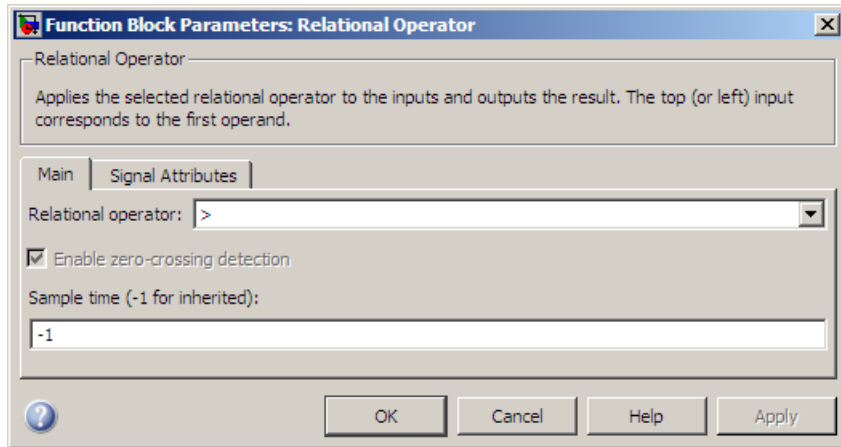 Function Block Parameters: Relational Operator
Relational Operator
Applies the selected relational operator to the inputs and outputs the result. The top (or left) input
corresponds to the first operand.
Main
Signal Attributes
Relational operator: >
Enable zero-crossing detection
Sample time (-1 for inherited):
-1
OK
Cancel
Help
Apply